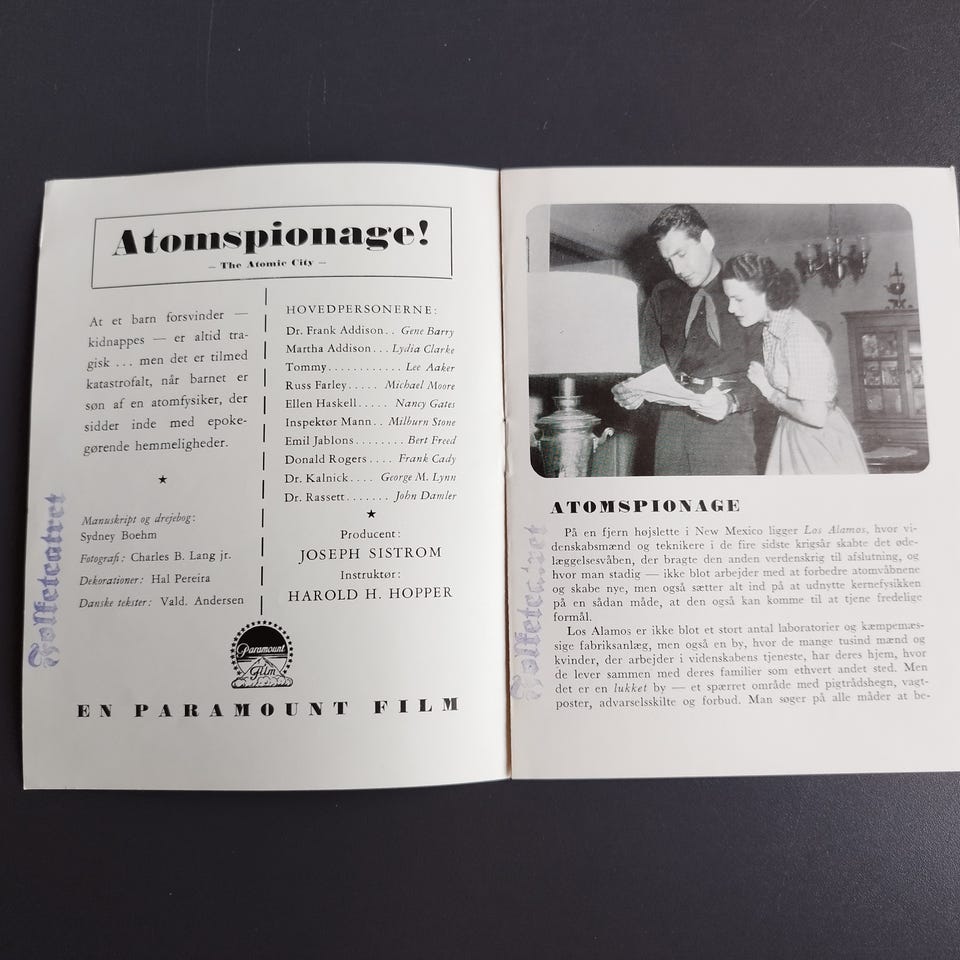 Atomspionage!
– The Atomic City –
At et barn forsvinder —
kidnappes — er altid tra-
gisk ... men det er tilmed
katastrofalt, når barnet er
søn af en atomfysiker, der
sidder inde med epoke-
gørende hemmeligheder.
★
Manuskript og drejebog:
Sydney Boehm
Fotografi: Charles B. Lang jr.
Dekorationer: Hal Pereira
Danske tekster: Vald. Andersen
HOVEDPERSONERNE:
Dr. Frank Addison.. Gene Barry
Martha Addison... Lydia Clarke
Tommy............ Lee Aaker
Russ Farley..... Michael Moore
Ellen Haskell..... Nancy Gates
Inspektør Mann.. Milburn Stone
Emil Jablons........ Bert Freed
Donald Rogers.... Frank Cady
Dr. Kalnick.... George M. Lynn
Dr. Rassett....... John Damler
★
Producent:
JOSEPH SISTROM
Instruktør:
HAROLD H. HOPPER
Paramount
Film
EN PARAMOUNT FILM
Folketeatret
ATOMSPIONAGE
På en fjern højslette i New Mexico ligger Los Alamos, hvor vi-
denskabsmænd og teknikere i de fire sidste krigsår skabte det øde-
læggelsesvåben, der bragte den anden verdenskrig til afslutning, og
hvor man stadig — ikke blot arbejder med at forbedre atomvåbnene
og skabe nye, men også sætter alt ind på at udnytte kernefysikken
på en sådan måde, at den også kan komme til at tjene fredelige
formål.
Los Alamos er ikke blot et stort antal laboratorier og kæmpemæs-
sige fabriksanlæg, men også en by, hvor de mange tusind mænd og
kvinder, der arbejder i videnskabens tjeneste, har deres hjem, hvor
de lever sammen med deres familier som ethvert andet sted. Men
det er en lukket by — et spærret område med pigtrådshegn, vagt-
poster, advarselsskilte og forbud. Man søger på alle måder at be-
Folketeatret